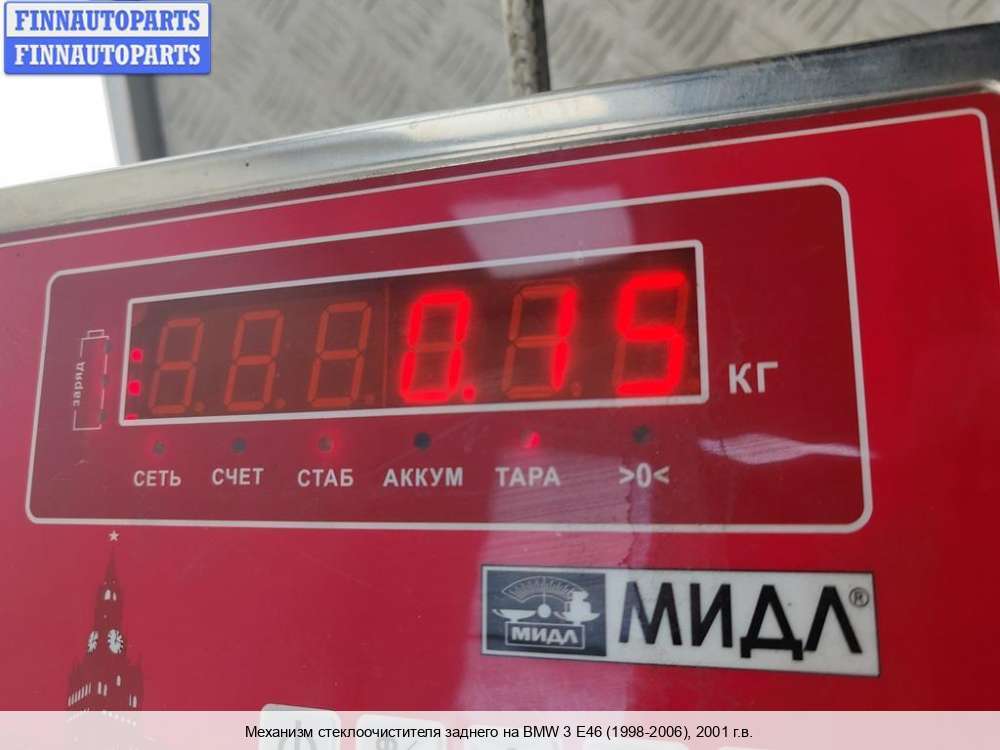 FINNAUTOPARTS
FINNAUTOPARTS
0.15
КГ
заряд
СЕТЬ СЧЕТ СТАБ АККУМ ТАРА >0<
МИДЛ МИДЛ®
Механизм стеклоочистителя заднего на BMW 3 E46 (1998-2006), 2001 г.в.